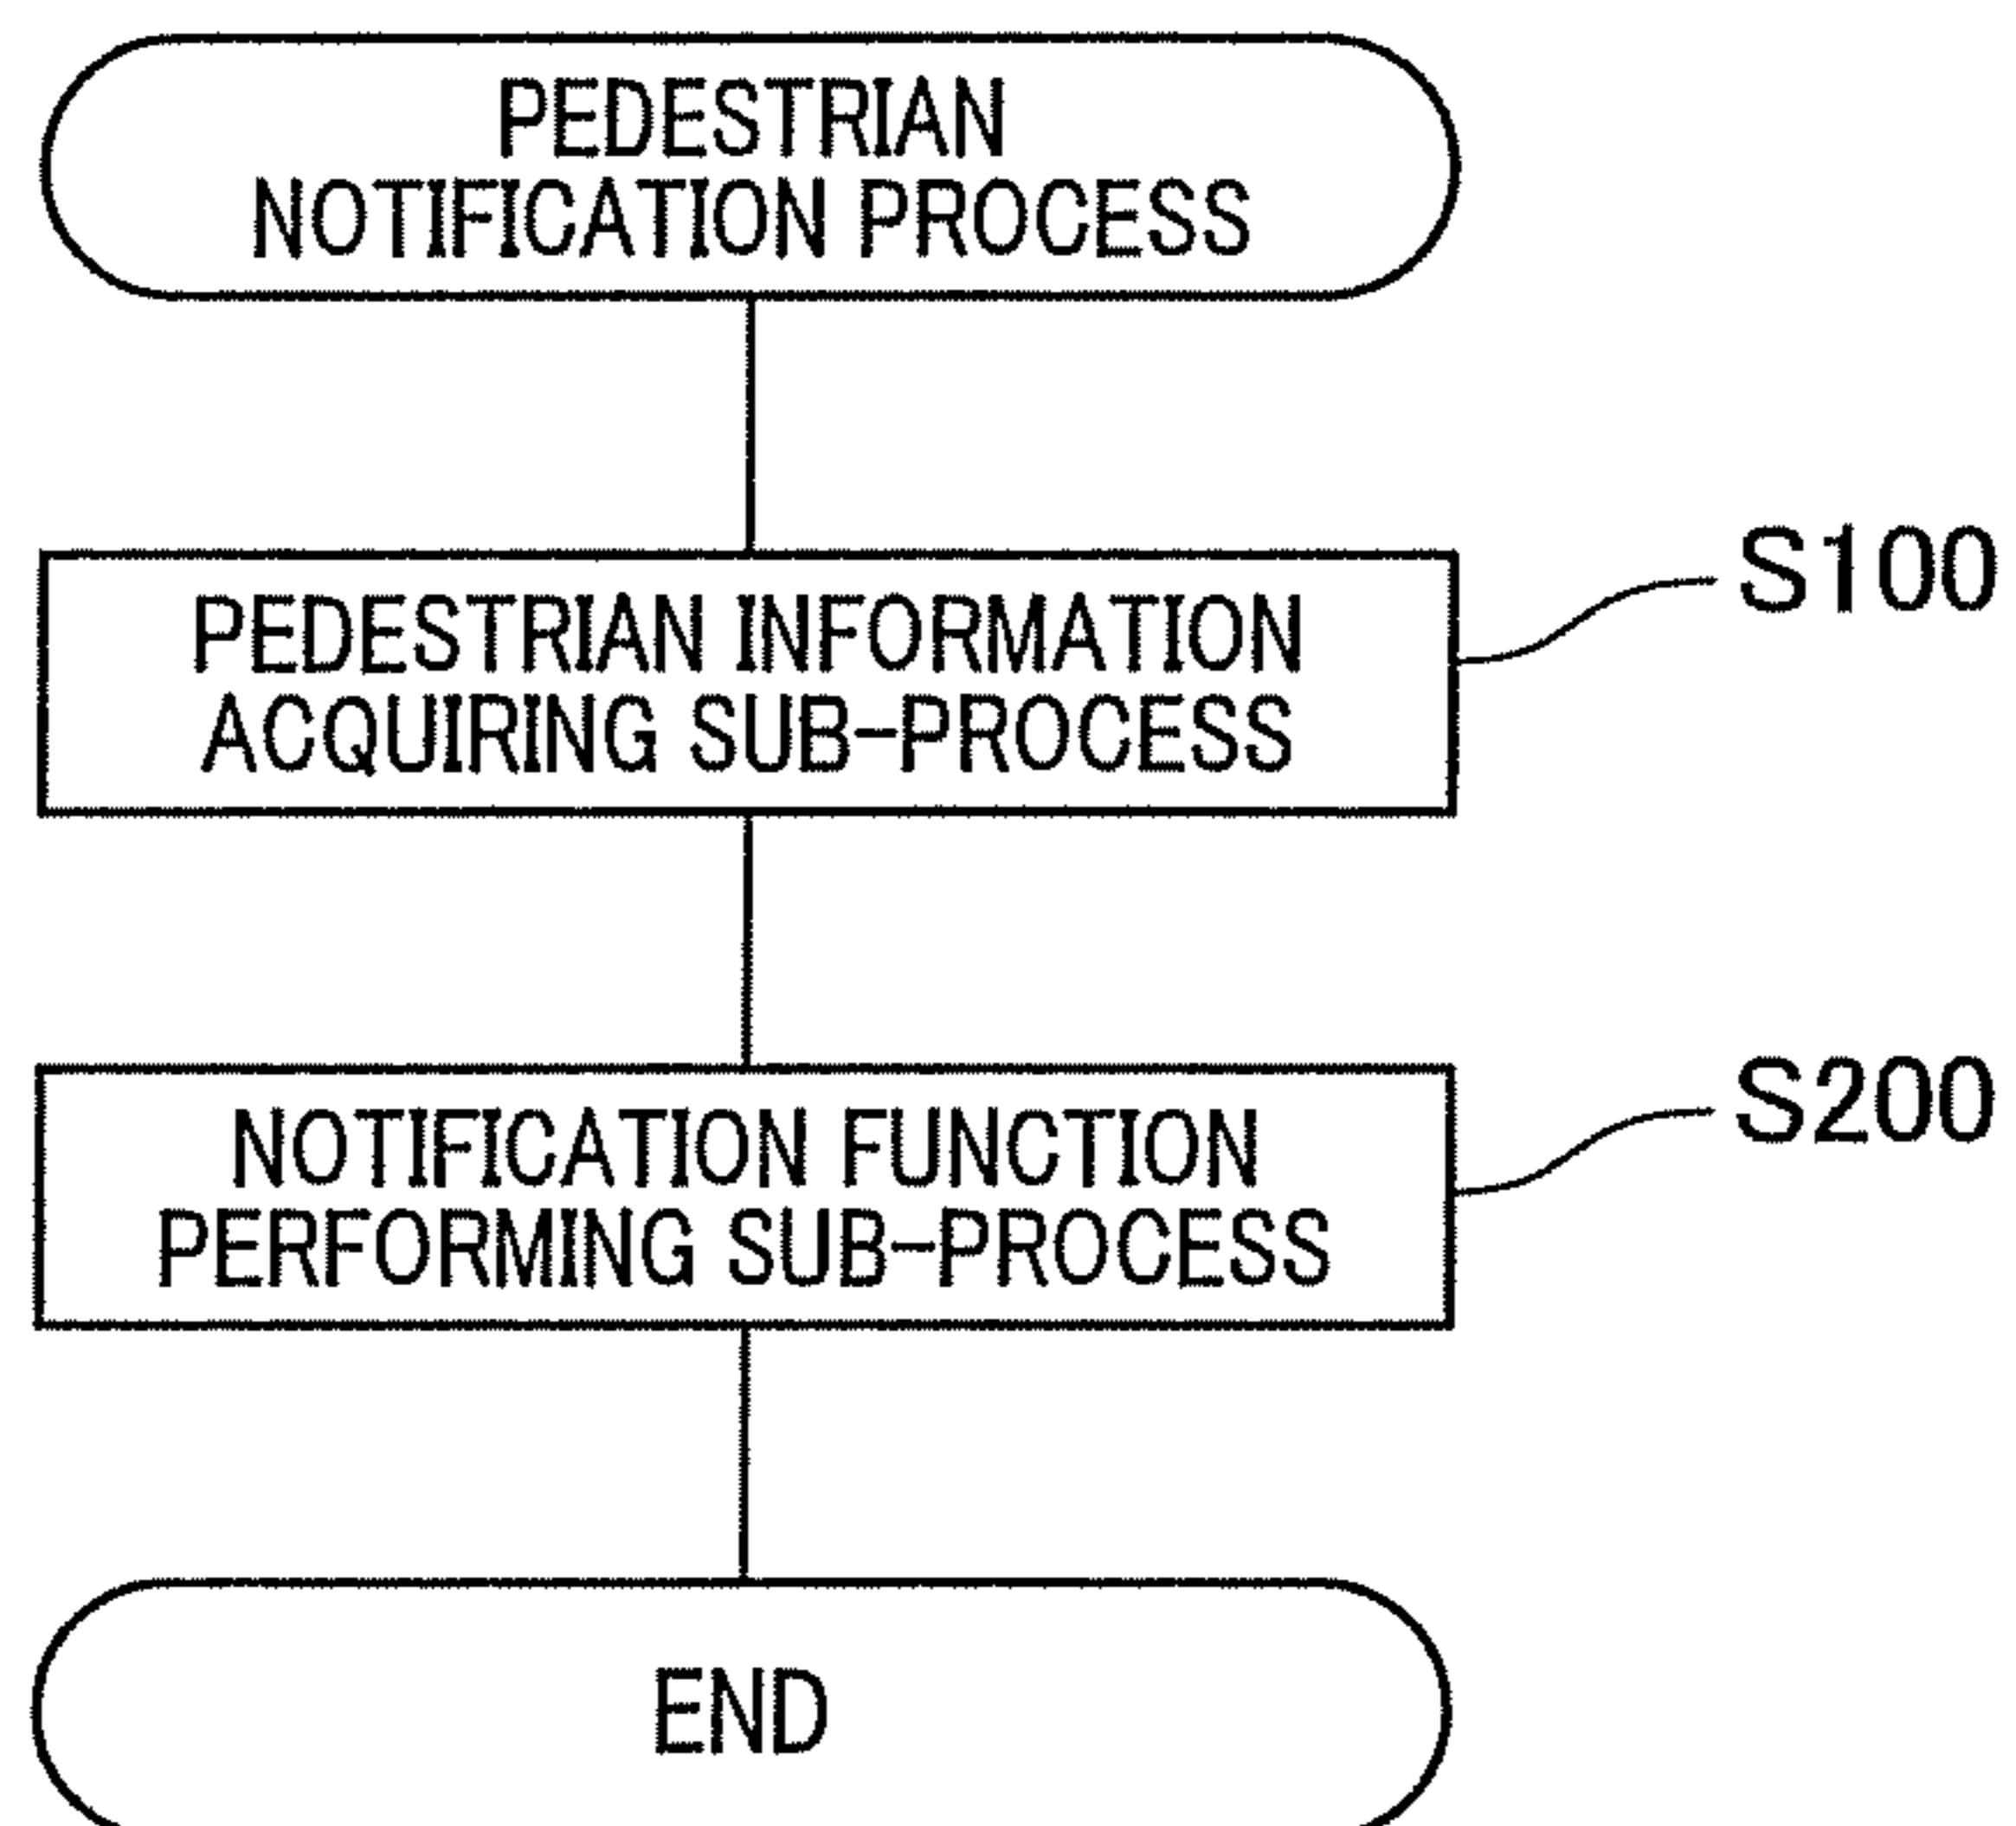 PEDESTRIAN
NOTIFICATION PROCESS
PEDESTRIAN INFORMATION
ACQUIRING SUB-PROCESS
S100
NOTIFICATION FUNCTION
PERFORMING SUB-PROCESS
S200
END